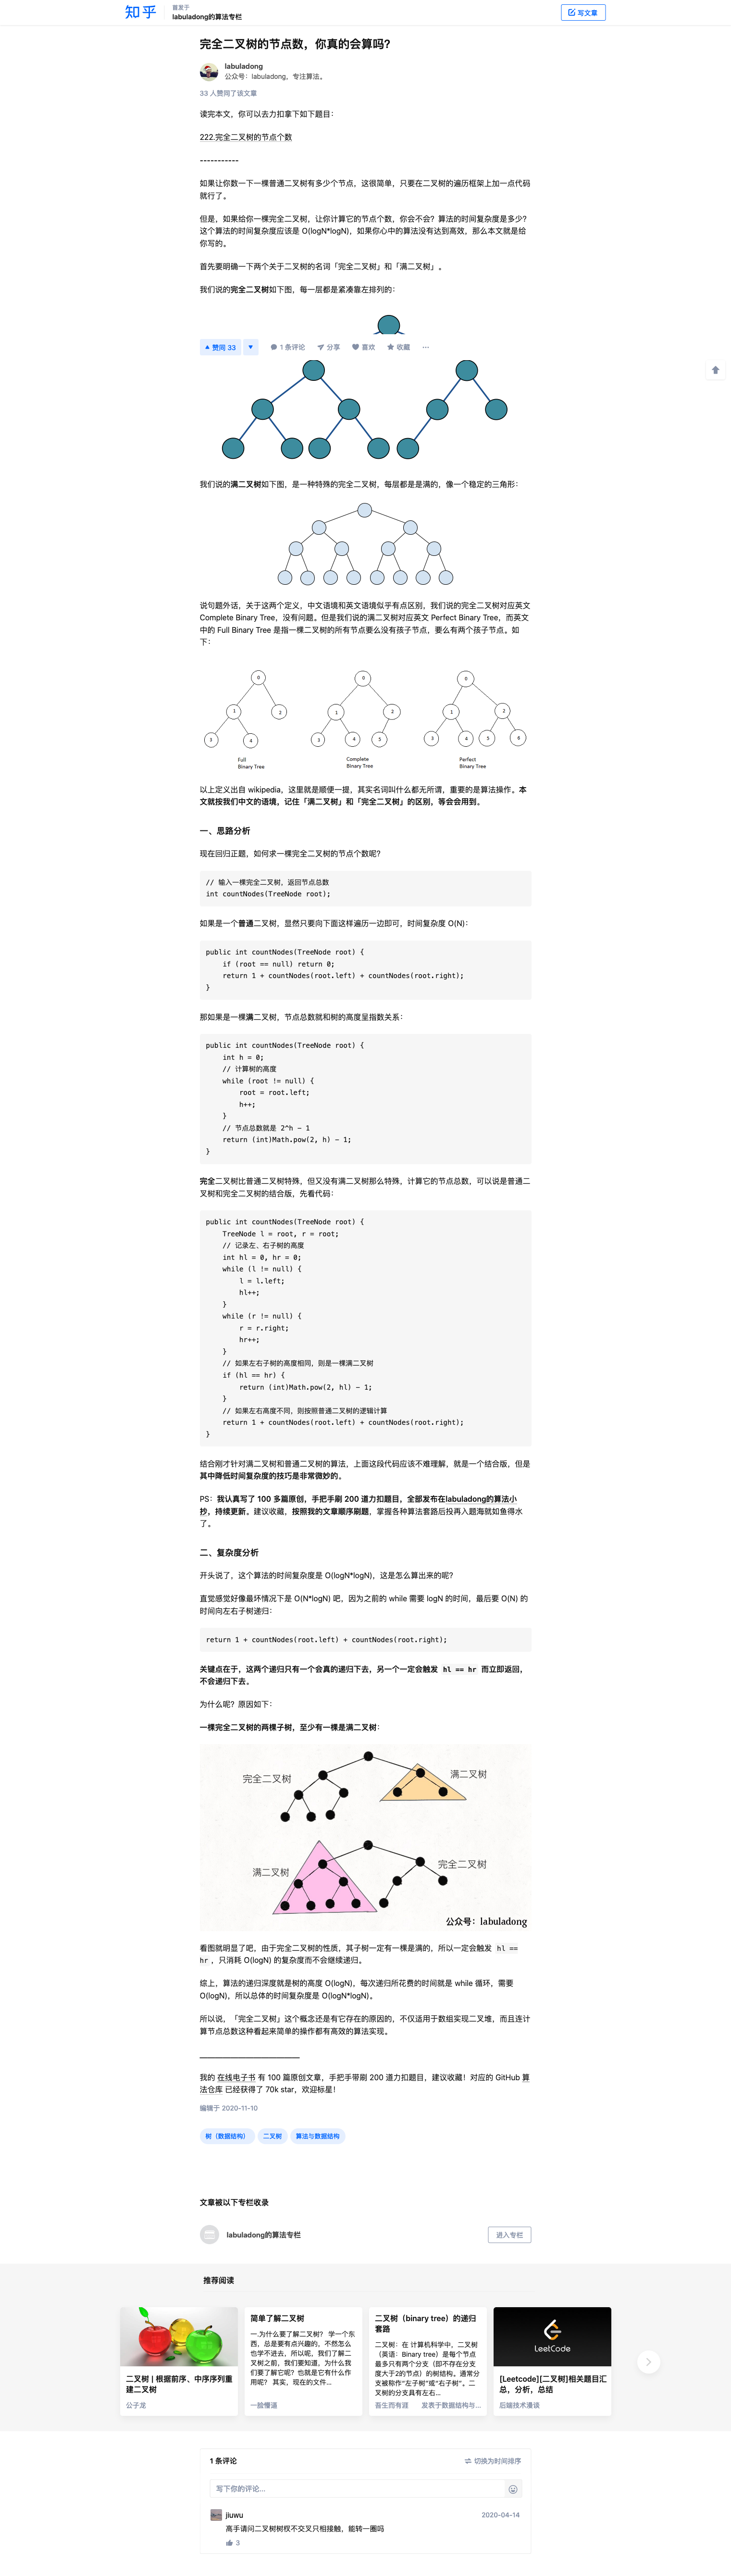 知乎
首发于
labuladong的算法专栏
写文章
完全二叉树的节点数，你真的会算吗?
labuladong
公众号：labuladong，专注算法。
33 人赞同了该文章
读完本文，你可以去力扣拿下如下题目：
222.完全二叉树的节点个数
-----------
如果让你数一下一棵普通二叉树有多少个节点，这很简单，只要在二叉树的遍历框架上加一点代码
就行了。
但是，如果给你一棵完全二叉树，让你计算它的节点个数，你会不会？算法的时间复杂度是多少？
这个算法的时间复杂度应该是 O(logN*logN)，如果你心中的算法没有达到高效，那么本文就是给
你写的。
首先要明确一下两个关于二叉树的名词「完全二叉树」和「满二叉树」。
我们说的完全二叉树如下图，每一层都是紧凑靠左排列的：
赞同 33
1 条评论
分享
喜欢
收藏
···
我们说的满二叉树如下图，是一种特殊的完全二叉树，每层都是是满的，像一个稳定的三角形：
说句题外话，关于这两个定义，中文语境和英文语境似乎有点区别，我们说的完全二叉树对应英文
Complete Binary Tree，没有问题。但是我们说的满二叉树对应英文 Perfect Binary Tree，而英文
中的 Full Binary Tree 是指一棵二叉树的所有节点要么没有孩子节点，要么有两个孩子节点。如
下：
0
1
2
3
4
Full
Binary Tree
0
1
2
3
4
5
Complete
Binary Tree
0
1
2
3
4
5
6
Perfect
Binary Tree
以上定义出自 wikipedia，这里就是顺便一提，其实名词叫什么都无所谓，重要的是算法操作。本
文就按我们中文的语境，记住「满二叉树」和「完全二叉树」的区别，等会会用到。
一、思路分析
现在回归正题，如何求一棵完全二叉树的节点个数呢？
// 输入一棵完全二叉树，返回节点总数
int countNodes(TreeNode root);
如果是一个普通二叉树，显然只要向下面这样遍历一边即可，时间复杂度 O(N)：
public int countNodes(TreeNode root) {
    if (root == null) return 0;
    return 1 + countNodes(root.left) + countNodes(root.right);
}
那如果是一棵满二叉树，节点总数就和树的高度呈指数关系：
public int countNodes(TreeNode root) {
    int h = 0;
    // 计算树的高度
    while (root != null) {
        root = root.left;
        h++;
    }
    // 节点总数就是 2^h - 1
    return (int)Math.pow(2, h) - 1;
}
完全二叉树比普通二叉树特殊，但又没有满二叉树那么特殊，计算它的节点总数，可以说是普通二
叉树和完全二叉树的结合版，先看代码：
public int countNodes(TreeNode root) {
    TreeNode l = root, r = root;
    // 记录左、右子树的高度
    int hl = 0, hr = 0;
    while (l != null) {
        l = l.left;
        hl++;
    }
    while (r != null) {
        r = r.right;
        hr++;
    }
    // 如果左右子树的高度相同，则是一棵满二叉树
    if (hl == hr) {
        return (int)Math.pow(2, hl) - 1;
    }
    // 如果左右高度不同，则按照普通二叉树的逻辑计算
    return 1 + countNodes(root.left) + countNodes(root.right);
}
结合刚才针对满二叉树和普通二叉树的算法，上面这段代码应该不难理解，就是一个结合版，但是
其中降低时间复杂度的技巧是非常微妙的。
PS：我认真写了 100 多篇原创，手把手刷 200 道力扣题目，全部发布在labuladong的算法小
抄，持续更新。建议收藏，按照我的文章顺序刷题，掌握各种算法套路后投再入题海就如鱼得水
了。
二、复杂度分析
开头说了，这个算法的时间复杂度是 O(logN*logN)，这是怎么算出来的呢？
直觉感觉好像最坏情况下是 O(N*logN) 吧，因为之前的 while 需要 logN 的时间，最后要 O(N) 的
时间向左右子树递归：
return 1 + countNodes(root.left) + countNodes(root.right);
关键点在于，这两个递归只有一个会真的递归下去，另一个一定会触发 hl == hr 而立即返回，
不会递归下去。
为什么呢？原因如下：
一棵完全二叉树的两棵子树，至少有一棵是满二叉树：
完全二叉树
满二叉树
满二叉树
完全二叉树
公众号：labuladong
看图就明显了吧，由于完全二叉树的性质，其子树一定有一棵是满的，所以一定会触发 hl ==
hr ，只消耗 O(logN) 的复杂度而不会继续递归。
综上，算法的递归深度就是树的高度 O(logN)，每次递归所花费的时间就是 while 循环，需要
O(logN)，所以总体的时间复杂度是 O(logN*logN)。
所以说，「完全二叉树」这个概念还是有它存在的原因的，不仅适用于数组实现二叉堆，而且连计
算节点总数这种看起来简单的操作都有高效的算法实现。
我的 在线电子书 有 100 篇原创文章，手把手带刷 200 道力扣题目，建议收藏！对应的 GitHub 算
法仓库 已经获得了 70k star，欢迎标星！
编辑于 2020-11-10
树（数据结构）
二叉树
算法与数据结构
文章被以下专栏收录
labuladong的算法专栏
进入专栏
推荐阅读
二叉树 | 根据前序、中序序列重
建二叉树
公子龙
简单了解二叉树
一.为什么要了解二叉树？ 学一个东
西，总是要有点兴趣的，不然怎么
也学不进去，所以呢，我们了解二
叉树之前，我们要知道，为什么我
们要了解它呢？也就是它有什么作
用呢？ 其实，现在的文件...
一脸懵逼
二叉树（binary tree）的递归
套路
二叉树：在 计算机科学中，二叉树
（英语：Binary tree）是每个节点
最多只有两个分支（即不存在分支
度大于2的节点）的树结构。通常分
支被称作“左子树”或“右子树”。二
叉树的分支具有左右...
吾生而有涯
发表于数据结构与...
LeetCode
[Leetcode][二叉树]相关题目汇
总，分析，总结
后端技术漫谈
1 条评论
切换为时间排序
写下你的评论...
jiuwu
2020-04-14
高手请问二叉树树杈不交叉只相接触，能转一圈吗
3